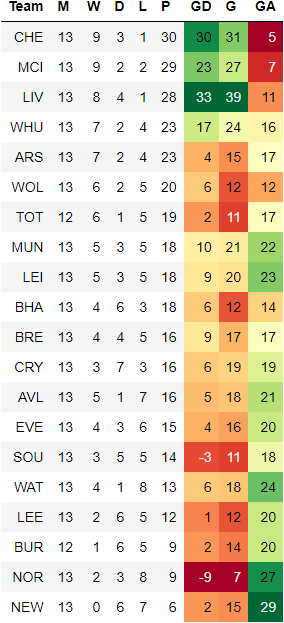 Team M W D L P GD G GA
CHE 13 9 3 1 30 30 31 5
MCI 13 9 2 2 29 23 27 7
LIV 13 8 4 1 28 33 39 11
WHU 13 7 2 4 23 17 24 16
ARS 13 7 2 4 23 4 15 17
WOL 13 6 2 5 20 6 12 12
TOT 12 6 1 5 19 2 11 17
MUN 13 5 3 5 18 10 21 22
LEI 13 5 3 5 18 9 20 23
BHA 13 4 6 3 18 6 12 14
BRE 13 4 4 5 16 9 17 17
CRY 13 3 7 3 16 6 19 19
AVL 13 5 1 7 16 5 18 21
EVE 13 4 3 6 15 4 16 20
SOU 13 3 5 5 14 -3 11 18
WAT 13 4 1 8 13 6 18 24
LEE 13 2 6 5 12 1 12 20
BUR 12 1 6 5 9 2 14 20
NOR 13 2 3 8 9 -9 7 27
NEW 13 0 6 7 6 2 15 29